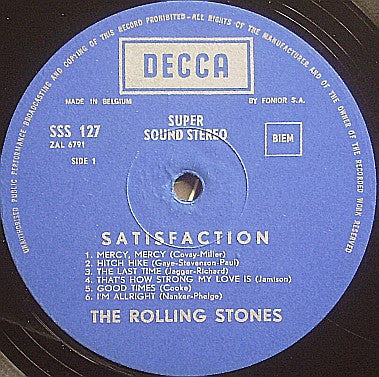 UNAUTHORISED PUBLIC PERFORMANCE BROADCASTING AND COPYING OF THIS RECORD PROHIBITED-ALL RIGHTS OF THE MANUFACTURER AND OF THE OWNER OF THE RECORDED WORK RESERVED
DECCA
MADE IN BELGIUM
BY FONIOR S.A.
SUPER
SSS 127
SOUND STEREO
BIEM
ZAL 6791
SIDE 1
SATISFACTION
1. MERCY, MERCY (Covay-Miller)
2. HITCH HIKE (Gaye-Stevenson-Paul)
3. THE LAST TIME (Jagger-Richard)
4. THAT'S HOW STRONG MY LOVE IS (Jamison)
5. GOOD TIMES (Cooke)
6. I'M ALLRIGHT (Nanker-Phelge)
THE ROLLING STONES